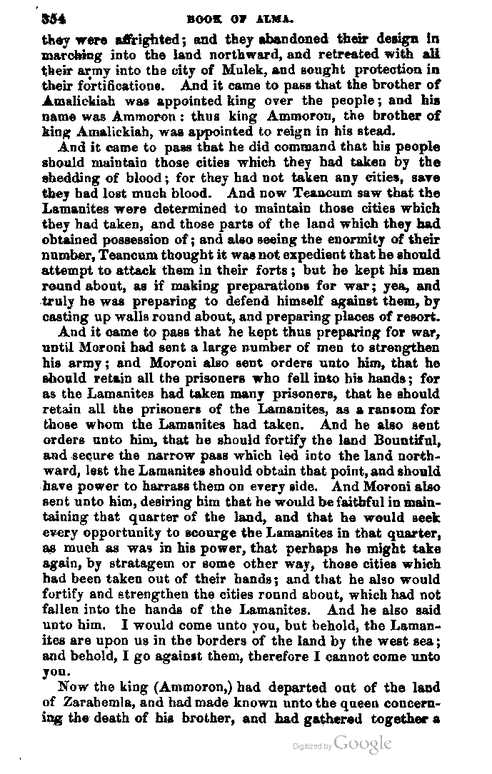 354 BOOK OF ALMA.
they were affrighted; and they abandoned their design in
marching into the land northward, and retreated with all
their army into the city of Mulek, and sought protection in
their fortifications. And it came to pass that the brother of
Amalickiah was appointed king over the people; and his
name was Ammoron: thus king Ammoron, the brother of
king Amalickiah, was appointed to reign in his stead.
And it came to pass that he did command that his people
should maintain those cities which they had taken by the
shedding of blood; for they had not taken any cities, save
they had lost much blood. And now Teancum saw that the
Lamanites were determined to maintain those cities which
they had taken, and those parts of the land which they had
obtained possession of; and also seeing the enormity of their
number, Teancum thought it was not expedient that he should
attempt to attack them in their forts; but he kept his men
round about, as if making preparations for war; yea, and
truly he was preparing to defend himself against them, by
casting up walls round about, and preparing places of resort.
And it came to pass that he kept thus preparing for war,
until Moroni had sent a large number of men to strengthen
his army; and Moroni also sent orders unto him, that he
should retain all the prisoners who fell into his hands; for
as the Lamanites had taken many prisoners, that he should
retain all the prisoners of the Lamanites, as a ransom for
those whom the Lamanites had taken. And he also sent
orders unto him, that he should fortify the land Bountiful,
and secure the narrow pass which led into the land north-
ward, lest the Lamanites should obtain that point, and should
have power to harrass them on every side. And Moroni also
sent unto him, desiring him that he would be faithful in main-
taining that quarter of the land, and that he would seek
every opportunity to scourge the Lamanites in that quarter,
as much as was in his power, that perhaps he might take
again, by stratagem or some other way, those cities which
had been taken out of their hands; and that he also would
fortify and strengthen the cities round about, which had not
fallen into the hands of the Lamanites. And he also said
unto him. I would come unto you, but behold, the Laman-
ites are upon us in the borders of the land by the west sea;
and behold, I go against them, therefore I cannot come unto
you.
Now the king (Ammoron,) had departed out of the land
of Zarahemla, and had made known unto the queen concern-
ing the death of his brother, and had gathered together a
Digitized by Google